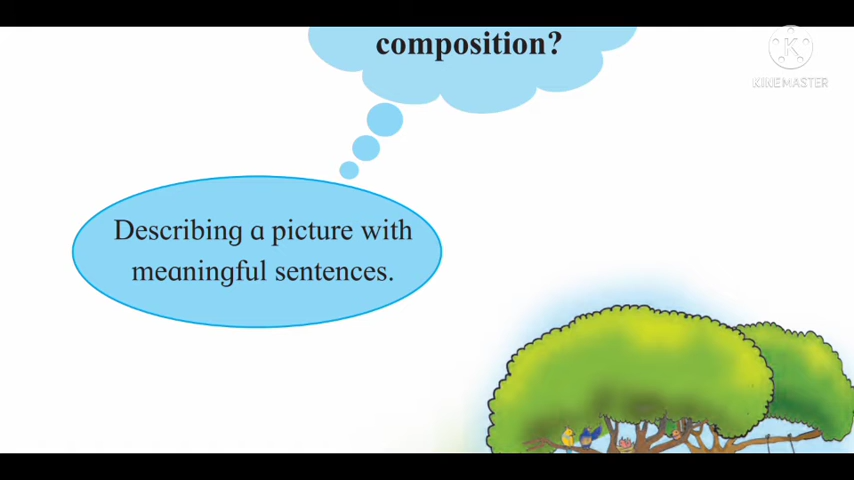 composition?
KINEMASTER
Describing a picture with
meaningful sentences.